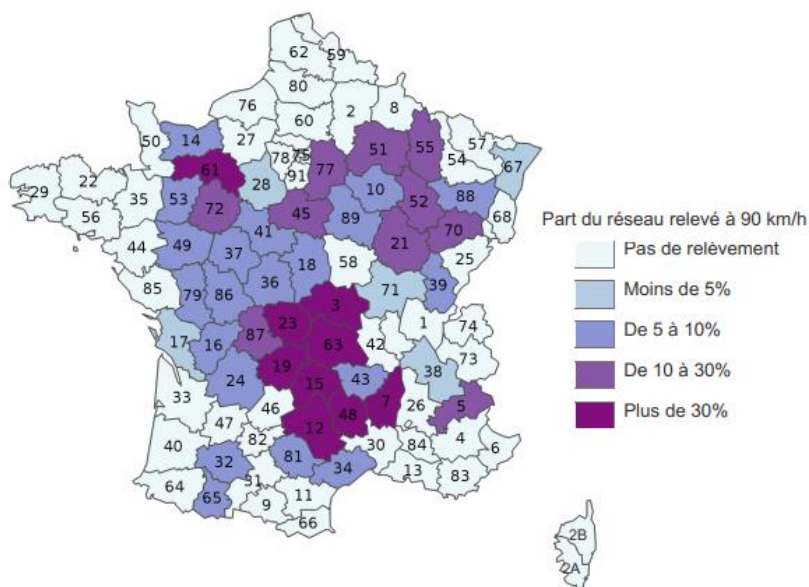 62 59
80
76 2 8
60
50 14 27 51 55 57
78 75 54 67
61 91 77
28 10 88
29 22 35 53 52
72 45 68
56 89 70
41 21
44 49 25
37 18 58
85 36 71 39
79 86
3 1 74
23
17 16 87 42
63 73
19 38
24 15 43
33 46 48 7 26 5
47 12
82 30 84 4 6
40 32 81 34 13
31 83
64 65 11
9
66
2B
2A
Part du réseau relevé à 90 km/h
Pas de relèvement
Moins de 5%
De 5 à 10%
De 10 à 30%
Plus de 30%